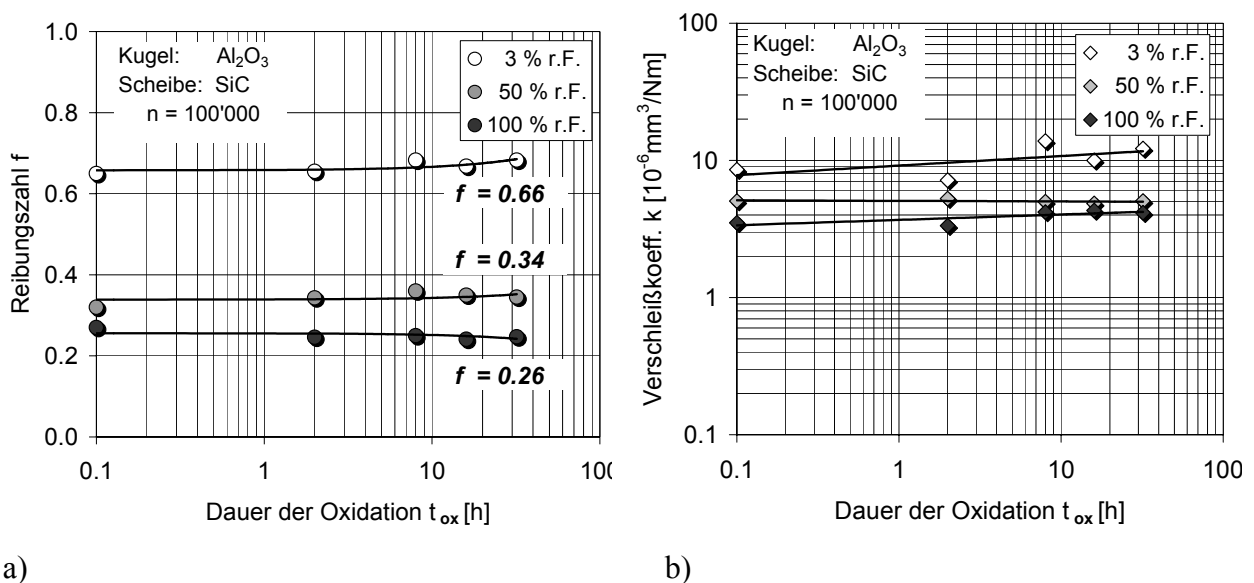 a)
b)
1.0
0.8
0.6
0.4
0.2
0.0
Reibungszahl f
Kugel: Al₂O₃
Scheibe: SiC
n = 100'000
3 % r.F.
50 % r.F.
100 % r.F.
f = 0.66
f = 0.34
f = 0.26
0.1 1 10 100
Dauer der Oxidation t ox [h]
100
10
1
0.1
Verschleißkoeff. k [10⁻⁶mm³/Nm]
Kugel: Al₂O₃
Scheibe: SiC
n = 100'000
3 % r.F.
50 % r.F.
100 % r.F.
0.1 1 10 100
Dauer der Oxidation t ox [h]
a)
b)